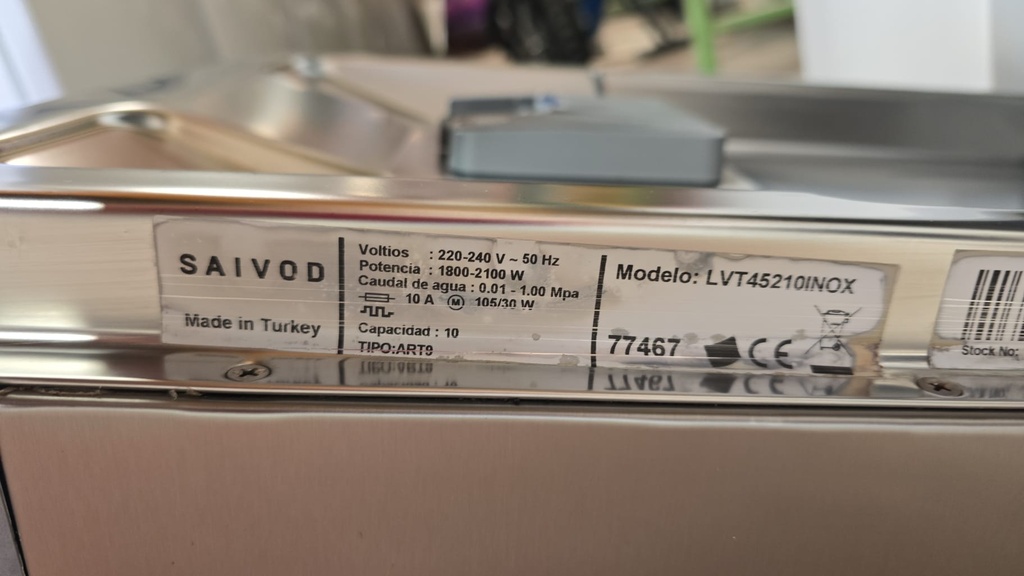 SAIVOD
Made in Turkey
Voltios : 220-240 V ~ 50 Hz
Potencia : 1800-2100 W
Caudal de agua : 0.01 - 1.00 Mpa
10 A M 105/30 W
Capacidad : 10
TIPO:ART9
Modelo: LVT45210INOX
77467 CE
Stock No: